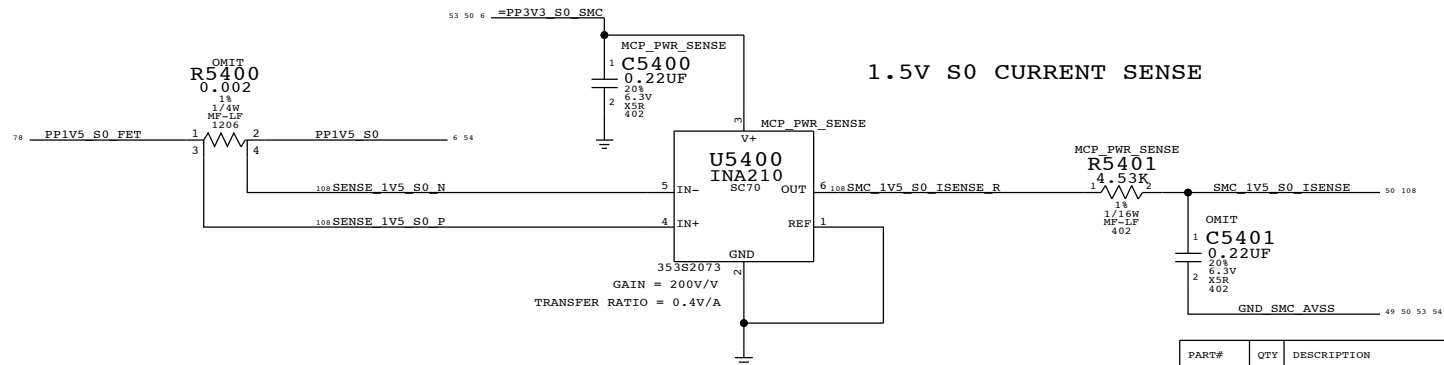 53 50 6 =PP3V3_S0_SMC
MCP_PWR_SENSE
1 C5400
0.22UF
20%
6.3V
2 X5R
402
1.5V S0 CURRENT SENSE
OMIT
R5400
0.002
1%
1/4W
MF-LF
1206
78 PP1V5_S0_FET 1 2 PP1V5_S0 6 54
3 4
3 MCP_PWR_SENSE
V+
U5400
INA210
SC70
108 SENSE_1V5_S0_N 5 IN- OUT 6 108 SMC_1V5_S0_ISENSE_R
108 SENSE_1V5_S0_P 4 IN+ REF 1
GND
353S2073 2
GAIN = 200V/V
TRANSFER RATIO = 0.4V/A
MCP_PWR_SENSE
R5401
4.53K
1 2 SMC_1V5_S0_ISENSE 50 108
1%
1/16W
MF-LF
402
OMIT
1 C5401
0.22UF
20%
6.3V
2 X5R
402
GND_SMC_AVSS 49 50 53 54
PART# QTY DESCRIPTION